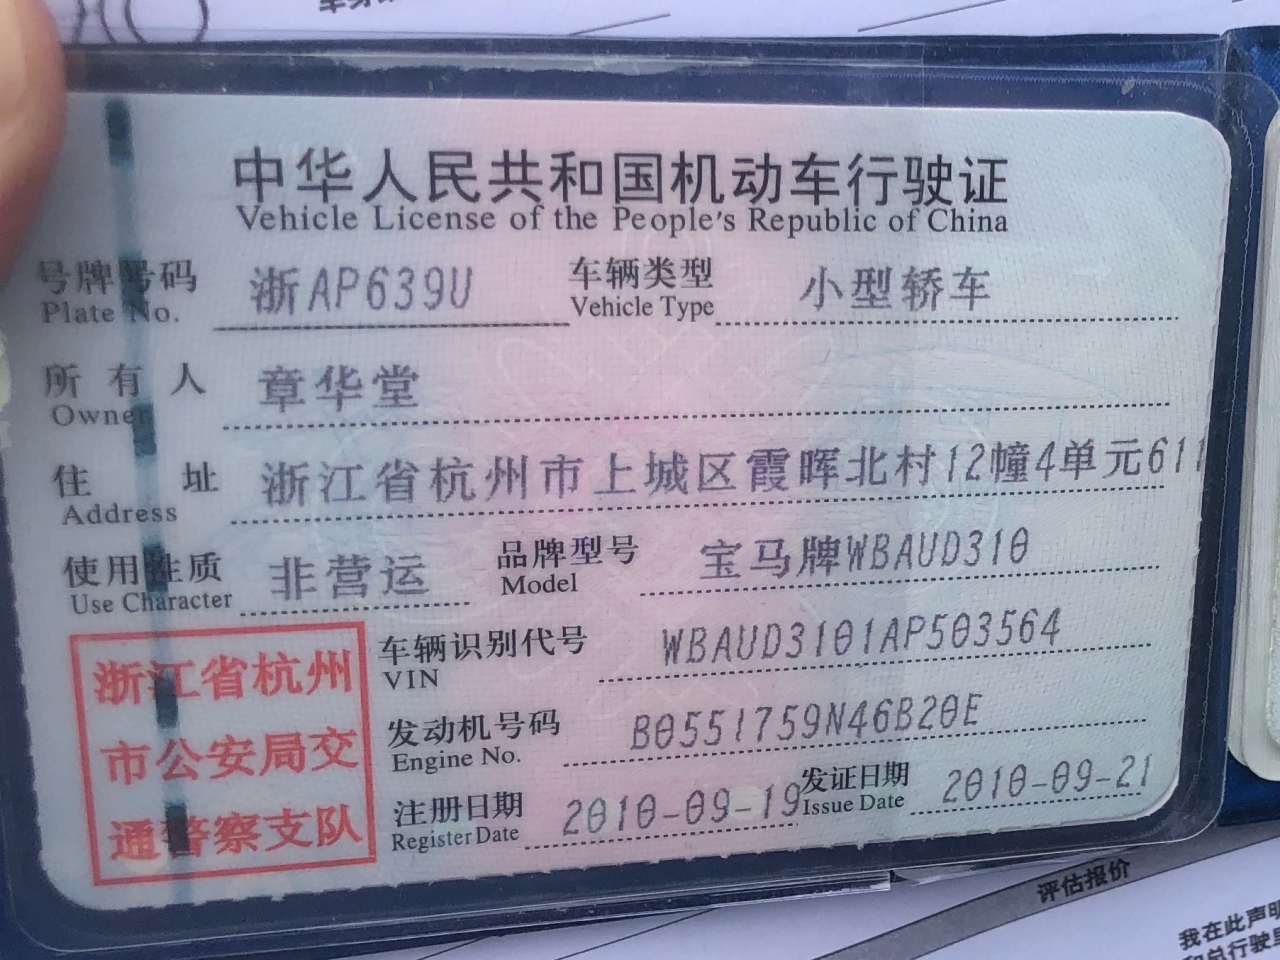 中华人民共和国机动车行驶证
Vehicle License of the People's Republic of China
号牌号码 浙AP639U 车辆类型 小型轿车
Plate No. Vehicle Type
所有人 章华堂
Owner
住址 浙江省杭州市上城区霞晖北村12幢4单元611
Address
使用性质 非营运 品牌型号 宝马牌WBAUD310
Use Character Model
车辆识别代号 WBAUD3101AP503564
VIN
发动机号码 B0551759N46B20E
Engine No.
注册日期 2010-09-19 发证日期 2010-09-21
Register Date Issue Date
浙江省杭州
市公安局交
通警察支队
评估报价
我在此声明